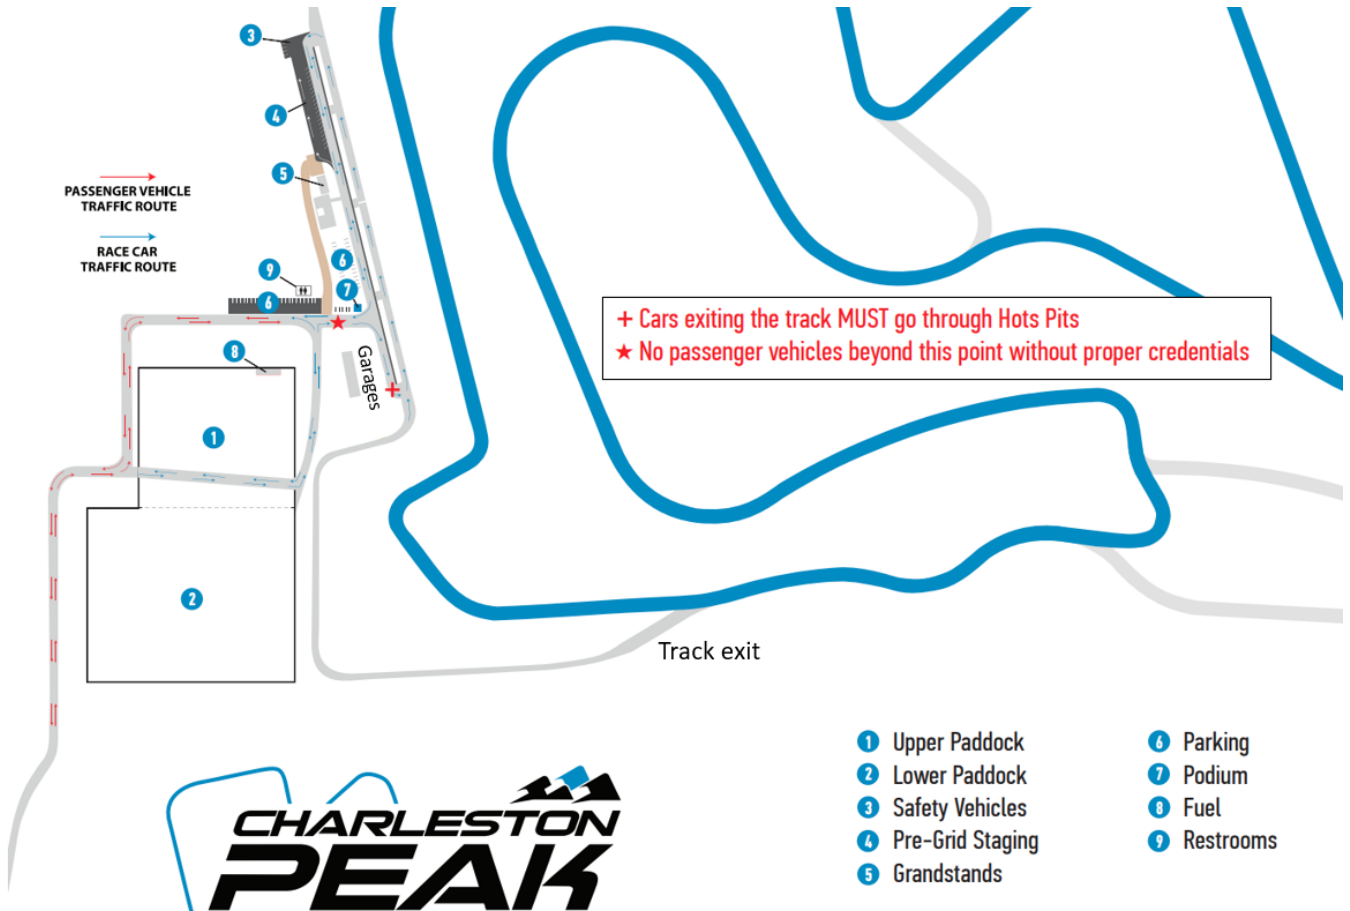 3
4
5
PASSENGER VEHICLE
TRAFFIC ROUTE
RACE CAR
TRAFFIC ROUTE
6
9
7
6
8
Garages
1
2
+ Cars exiting the track MUST go through Hots Pits
★ No passenger vehicles beyond this point without proper credentials
Track exit
1 Upper Paddock
2 Lower Paddock
3 Safety Vehicles
4 Pre-Grid Staging
5 Grandstands
6 Parking
7 Podium
8 Fuel
9 Restrooms
CHARLESTON
PEAK